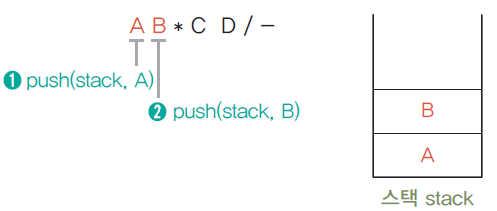 A B * C D / −
❶ push(stack, A)
❷ push(stack, B)
B
A
스택 stack